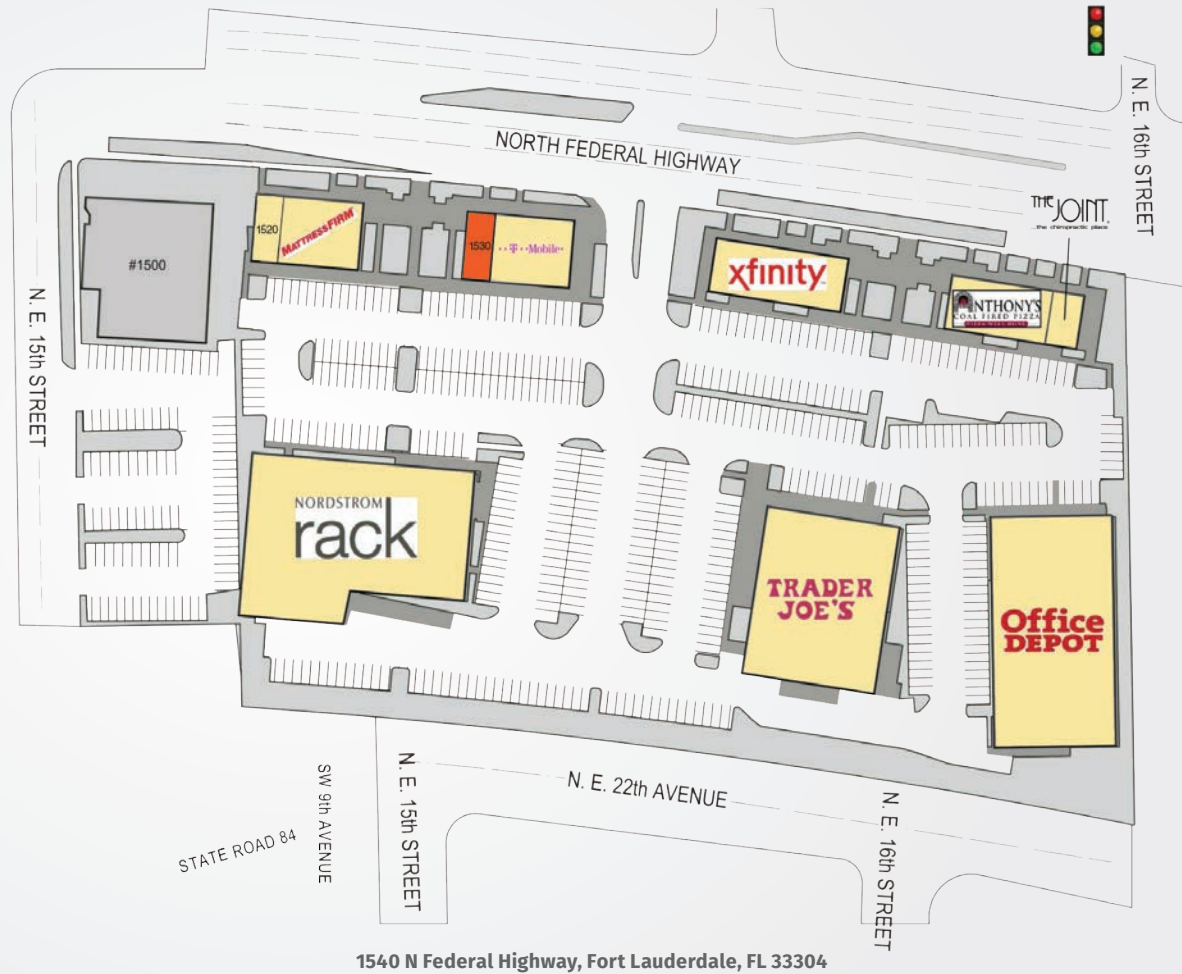 N. E. 16th STREET
NORTH FEDERAL HIGHWAY
THE JOINT.
...the chiropractic place
1520
MATTRESSFIRM
1530
T Mobile
#1500
xfinity
ANTHONY'S
COAL FIRED PIZZA
N. E. 15th STREET
NORDSTROM
rack
TRADER
JOE'S
Office
DEPOT
N. E. 22th AVENUE
SW 9th AVENUE
N. E. 15th STREET
N. E. 16th STREET
STATE ROAD 84
1540 N Federal Highway, Fort Lauderdale, FL 33304